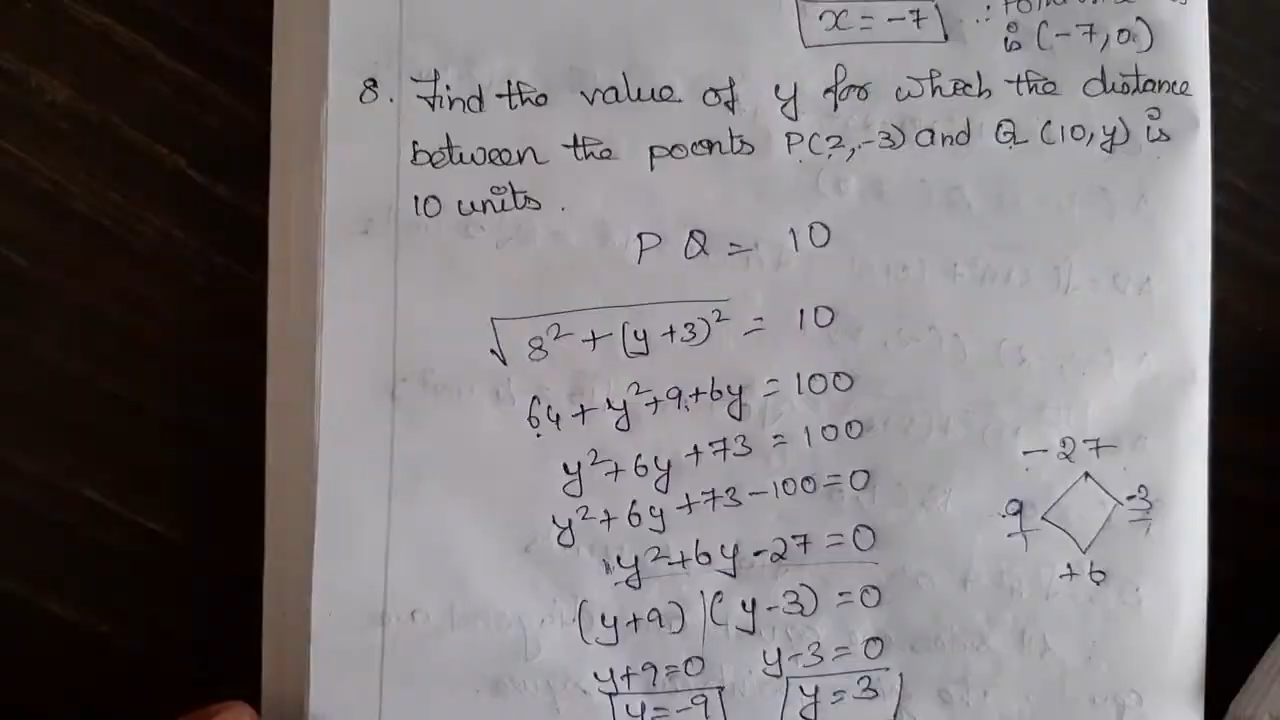 x = -7
is (-7, 0)
8. Find the value of y for which the distance
between the points P(2,-3) and Q (10,y) is
10 units.
PQ = 10
√8² + (y+3)² = 10
64 + y² + 9 + 6y = 100
y² + 6y + 73 = 100
y² + 6y + 73 - 100 = 0
y² + 6y - 27 = 0
(y+9) (y-3) = 0
y+9=0 y-3=0
y=-9 y=3
-27
9 -3
+6